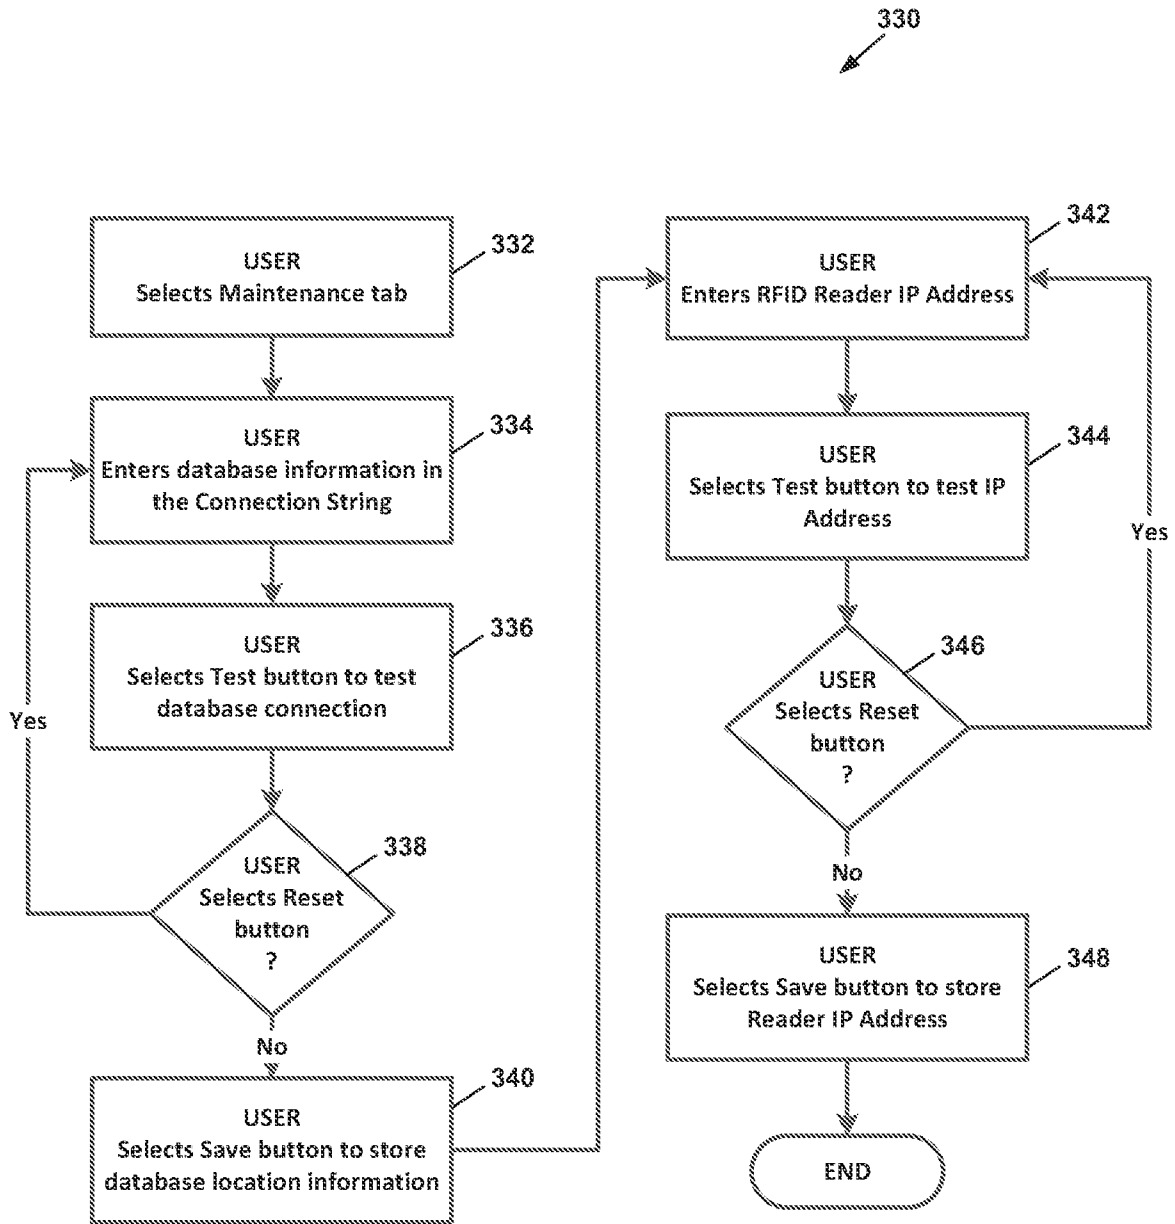 330
USER
Selects Maintenance tab
332
USER
Enters database information in
the Connection String
334
USER
Selects Test button to test
database connection
336
Yes
USER
Selects Reset
button
?
338
No
USER
Selects Save button to store
database location information
340
USER
Enters RFID Reader IP Address
342
USER
Selects Test button to test IP
Address
344
Yes
USER
Selects Reset
button
?
346
No
USER
Selects Save button to store
Reader IP Address
348
END